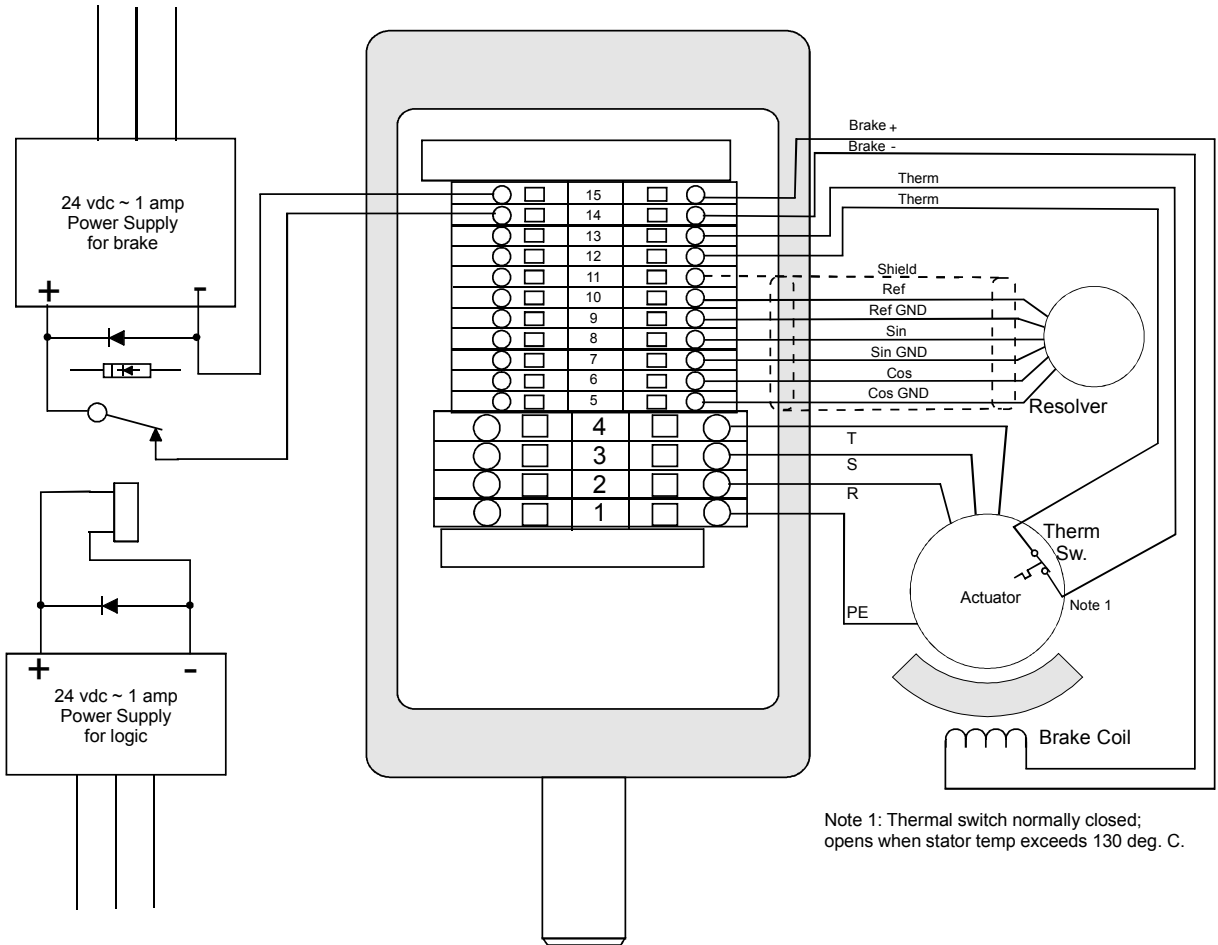 24 vdc ~ 1 amp
Power Supply
for brake
+
-
24 vdc ~ 1 amp
Power Supply
for logic
+
-
15
14
13
12
11
10
9
8
7
6
5
4
3
2
1
Brake +
Brake -
Therm
Therm
Shield
Ref
Ref GND
Sin
Sin GND
Cos
Cos GND
Resolver
T
S
R
PE
Therm
Sw.
Actuator
Note 1
Brake Coil
Note 1: Thermal switch normally closed;
opens when stator temp exceeds 130 deg. C.